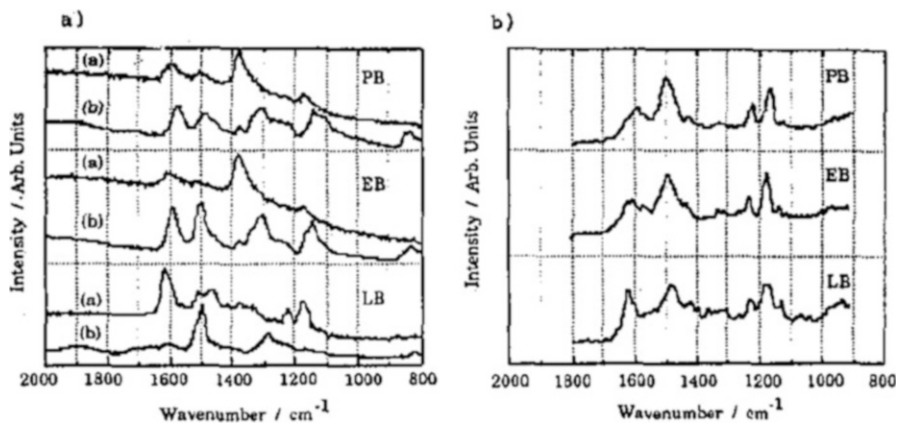 a)
(a)
PB
(b)
(a)
EB
(b)
(a)
LB
(b)
2000 1800 1600 1400 1200 1000 800
Wavenumber / cm⁻¹
Intensity / Arb. Units
b)
PB
EB
LB
2000 1800 1600 1400 1200 1000 900
Wavenumber / cm⁻¹
Intensity / Arb. Units